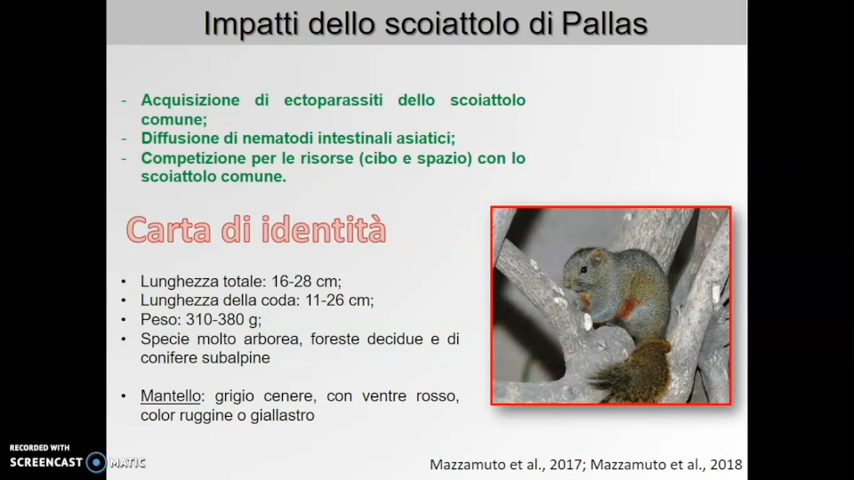 Impatti dello scoiattolo di Pallas
- Acquisizione di ectoparassiti dello scoiattolo
comune;
- Diffusione di nematodi intestinali asiatici;
- Competizione per le risorse (cibo e spazio) con lo
scoiattolo comune.
Carta di identità
• Lunghezza totale: 16-28 cm;
• Lunghezza della coda: 11-26 cm;
• Peso: 310-380 g;
• Specie molto arborea, foreste decidue e di
conifere subalpine
• Mantello: grigio cenere, con ventre rosso,
color ruggine o giallastro
Mazzamuto et al., 2017; Mazzamuto et al., 2018
RECORDED WITH
SCREENCAST MATIC